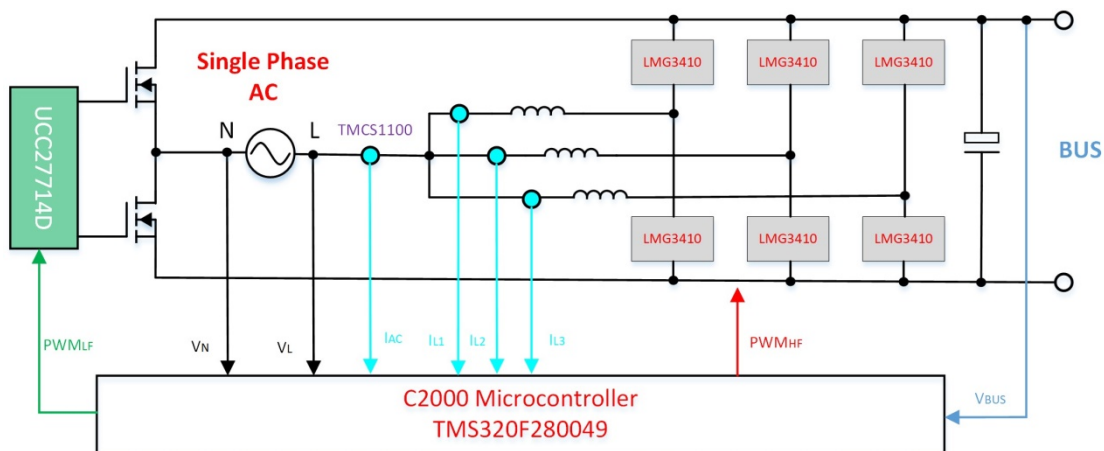 Single Phase
AC
LMG3410
LMG3410
LMG3410
UCC27714D
N
L
TMCS1100
BUS
LMG3410
LMG3410
LMG3410
PWMLF
VN
VL
IAC
IL1
IL2
IL3
PWMHF
VBUS
C2000 Microcontroller
TMS320F280049